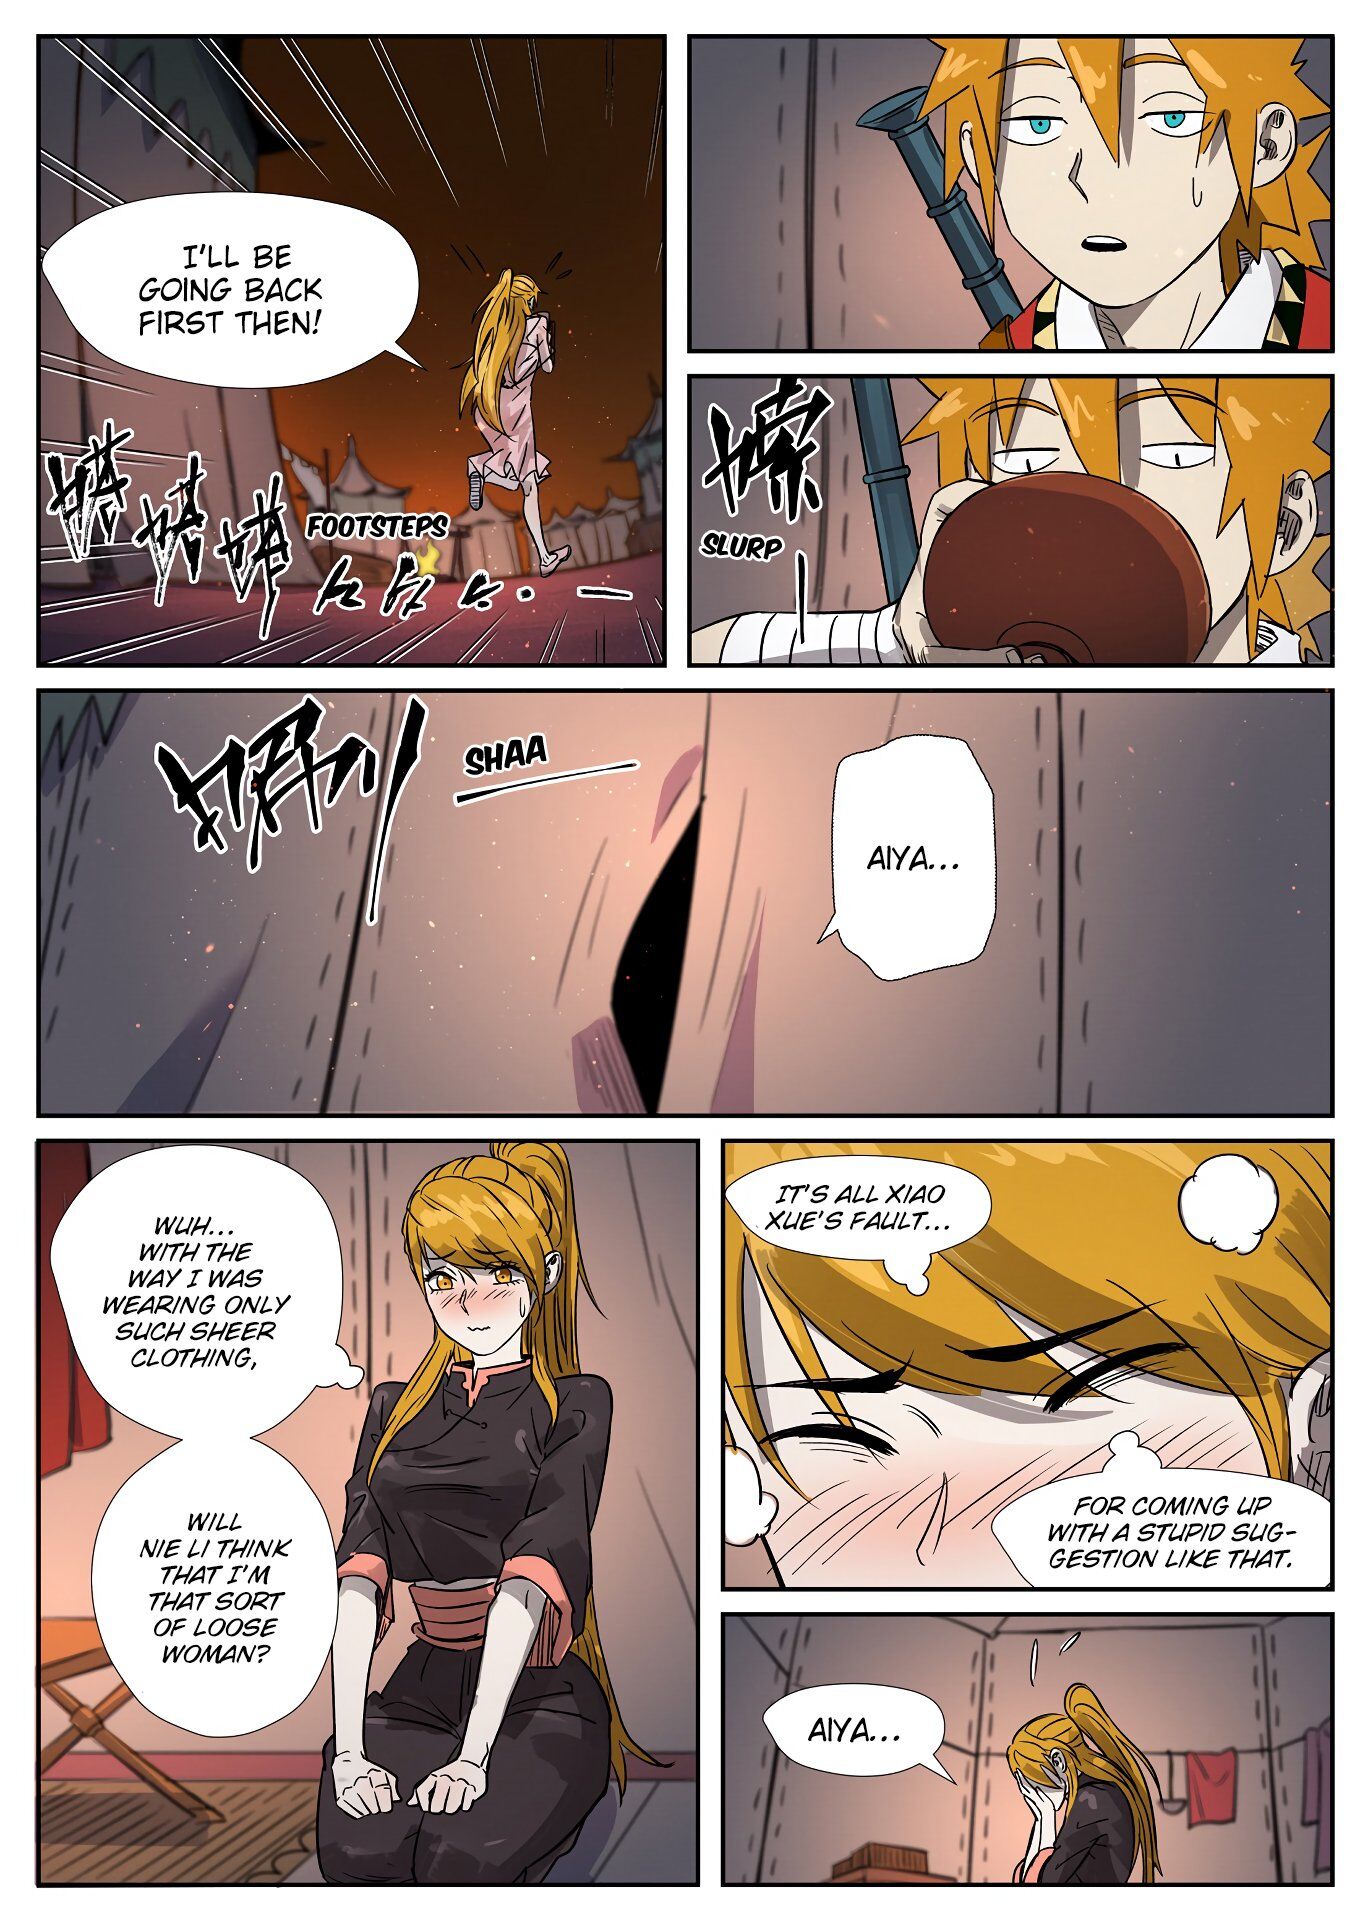 I'LL BE
GOING BACK
FIRST THEN!
FOOTSTEPS
SLURP
SHAA
AIYA...
WUH...
WITH THE
WAY I WAS
WEARING ONLY
SUCH SHEER
CLOTHING,
WILL
NIE LI THINK
THAT I'M
THAT SORT
OF LOOSE
WOMAN?
IT'S ALL XIAO
XUE'S FAULT...
FOR COMING UP
WITH A STUPID SUG-
GESTION LIKE THAT.
AIYA...